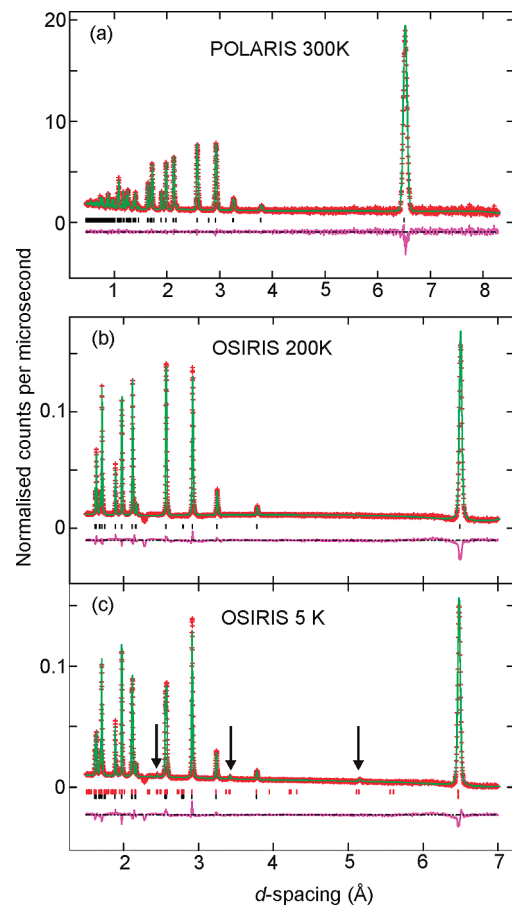 (a)
POLARIS 300K
20
10
0
1 2 3 4 5 6 7 8
Normalised counts per microsecond
(b)
OSIRIS 200K
0.1
0
(c)
OSIRIS 5 K
0.1
0
2 3 4 5 6 7
d-spacing (Å)